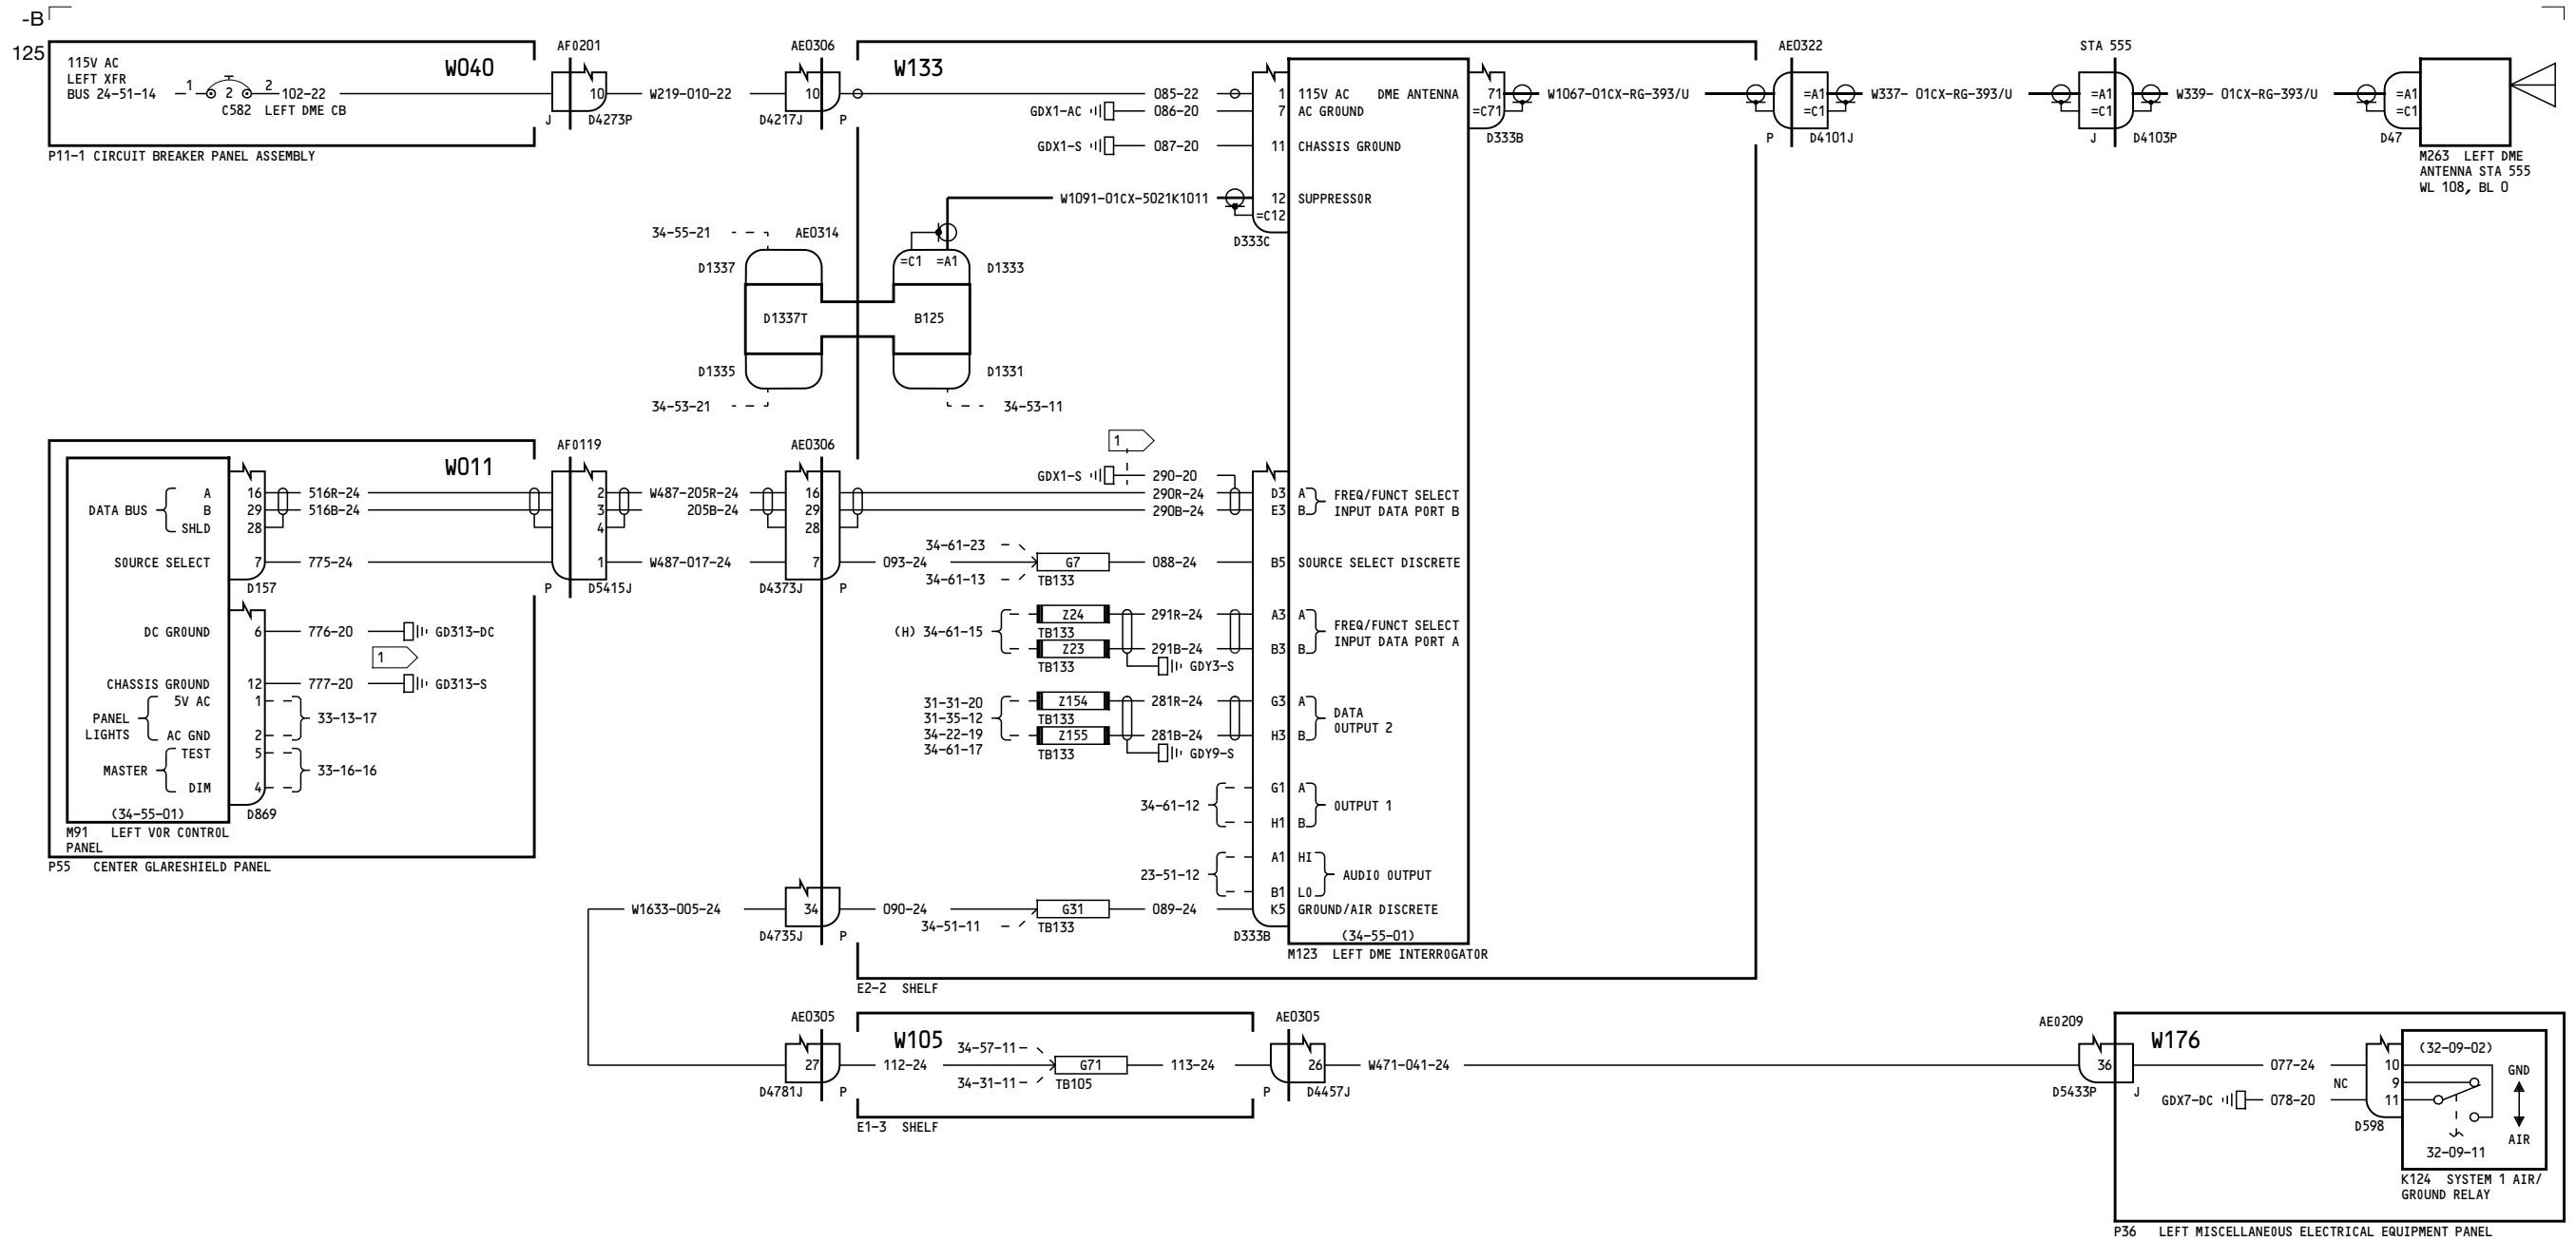 -B
125
115V AC
LEFT XFR
BUS 24-51-14
1 2 2 102-22
C582 LEFT DME CB
W040
P11-1 CIRCUIT BREAKER PANEL ASSEMBLY
AF0201
10
J D4273P
W219-010-22
AE0306
10
D4217J P
W133
085-22
GDX1-AC 086-20
GDX1-S 087-20
W1091-01CX-5021K1011
1 115V AC
7 AC GROUND
11 CHASSIS GROUND
12 SUPPRESSOR
=C12
D333C
DME ANTENNA 71
=C71
D333B
W1067-01CX-RG-393/U
AE0322
=A1
=C1
P D4101J
W337- 01CX-RG-393/U
STA 555
=A1
=C1
J D4103P
W339- 01CX-RG-393/U
=A1
=C1
D47
M263 LEFT DME
ANTENNA STA 555
WL 108, BL 0
34-55-21
AE0314
D1337
=C1 =A1
D1333
D1337T
B125
D1335
D1331
34-53-21
34-53-11
W011
DATA BUS
A 16 516R-24
B 29 516B-24
SHLD 28
SOURCE SELECT 7 775-24
D157
DC GROUND 6 776-20 GD313-DC
1
CHASSIS GROUND 12 777-20 GD313-S
PANEL
LIGHTS
5V AC 1
AC GND 2
33-13-17
MASTER
TEST 5
DIM 4
33-16-16
(34-55-01)
D869
M91 LEFT VOR CONTROL
PANEL
P55 CENTER GLARESHIELD PANEL
AF0119
2
3
4
1
P D5415J
W487-205R-24
205B-24
W487-017-24
AE0306
16
29
28
7
D4373J P
1
GDX1-S 290-20
290R-24
290B-24
D3 A
E3 B
FREQ/FUNCT SELECT
INPUT DATA PORT B
093-24
34-61-23
34-61-13
G7
TB133
088-24
B5 SOURCE SELECT DISCRETE
(H) 34-61-15
Z24
TB133
Z23
TB133
291R-24
291B-24
GDY3-S
A3 A
B3 B
FREQ/FUNCT SELECT
INPUT DATA PORT A
31-31-20
31-35-12
34-22-19
34-61-17
Z154
TB133
Z155
TB133
281R-24
281B-24
GDY9-S
G3 A
H3 B
DATA
OUTPUT 2
34-61-12
G1 A
H1 B
OUTPUT 1
23-51-12
A1 HI
B1 LO
AUDIO OUTPUT
W1633-005-24
34
D4735J P
090-24
34-51-11
G31
TB133
089-24
K5 GROUND/AIR DISCRETE
D333B
(34-55-01)
M123 LEFT DME INTERROGATOR
E2-2 SHELF
AE0305
27
D4781J P
W105
112-24
34-57-11
34-31-11
G71
TB105
113-24
E1-3 SHELF
AE0305
26
P D4457J
W471-041-24
AE0209
36
D5433P J
W176
077-24
NC
GDX7-DC 078-20
10
9
11
D598
(32-09-02)
GND
AIR
32-09-11
K124 SYSTEM 1 AIR/
GROUND RELAY
P36 LEFT MISCELLANEOUS ELECTRICAL EQUIPMENT PANEL